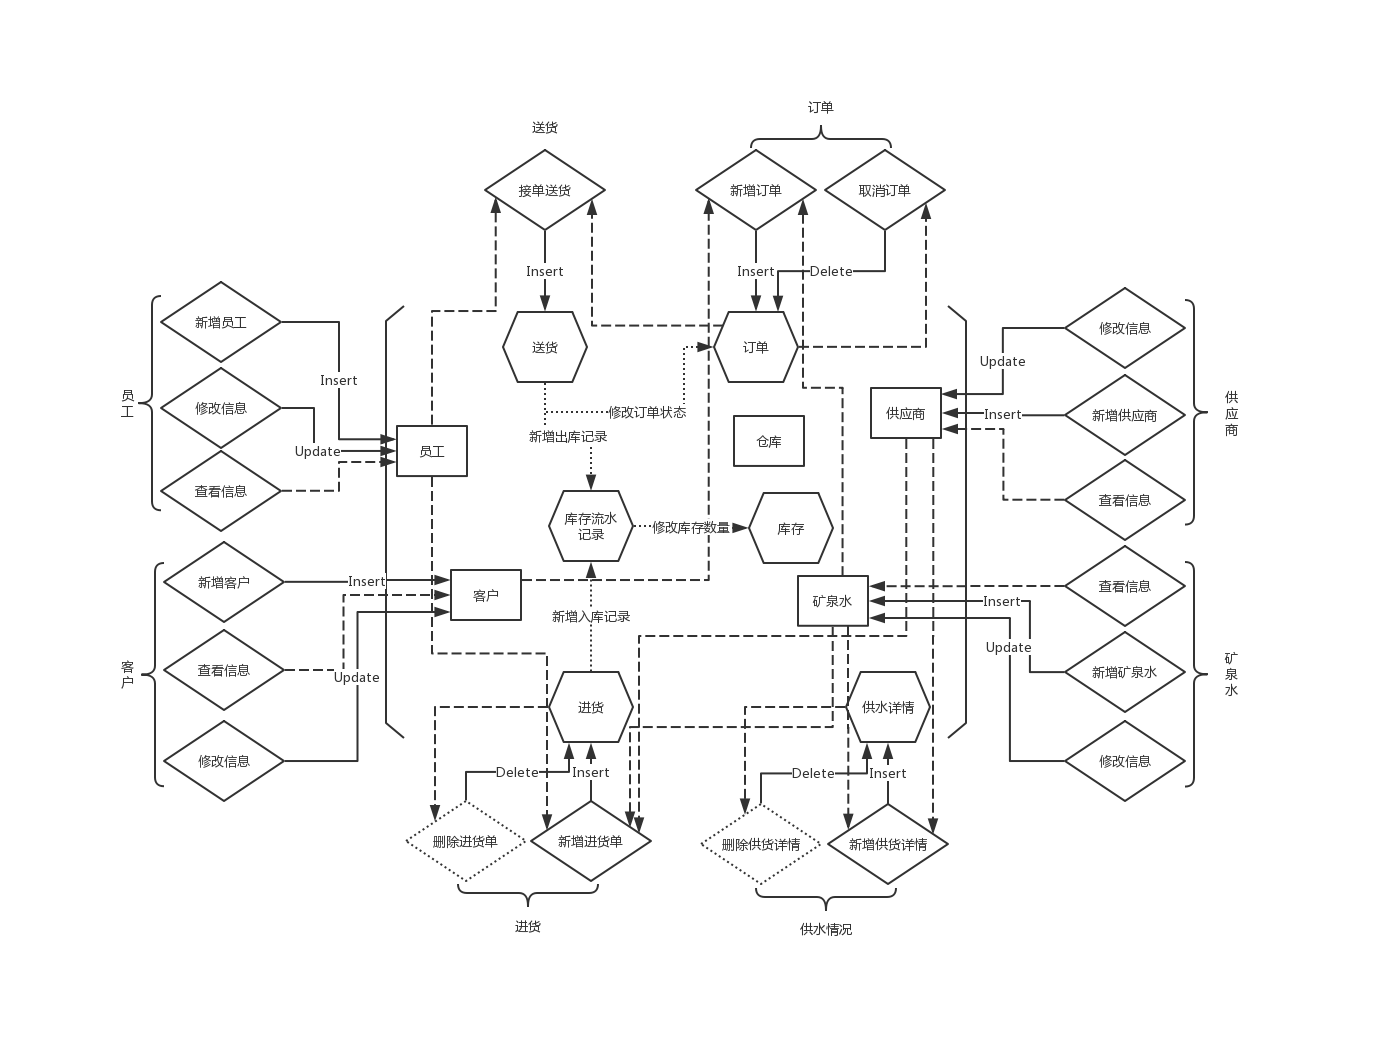 订单
送货
接单送货
新增订单
取消订单
Insert
Insert
Delete
新增员工
修改信息
送货
订单
Update
Insert
员
工
供
应
商
修改信息
修改订单状态
供应商
Insert
新增供应商
新增出库记录
仓库
员工
Update
查看信息
查看信息
库存流水
记录
修改库存数量
库存
新增客户
Insert
客户
矿泉水
查看信息
Insert
新增入库记录
Update
客
户
矿
泉
水
查看信息
Update
新增矿泉水
进货
供水详情
修改信息
修改信息
Delete
Insert
Delete
Insert
删除进货单
新增进货单
删除供货详情
新增供货详情
进货
供水情况